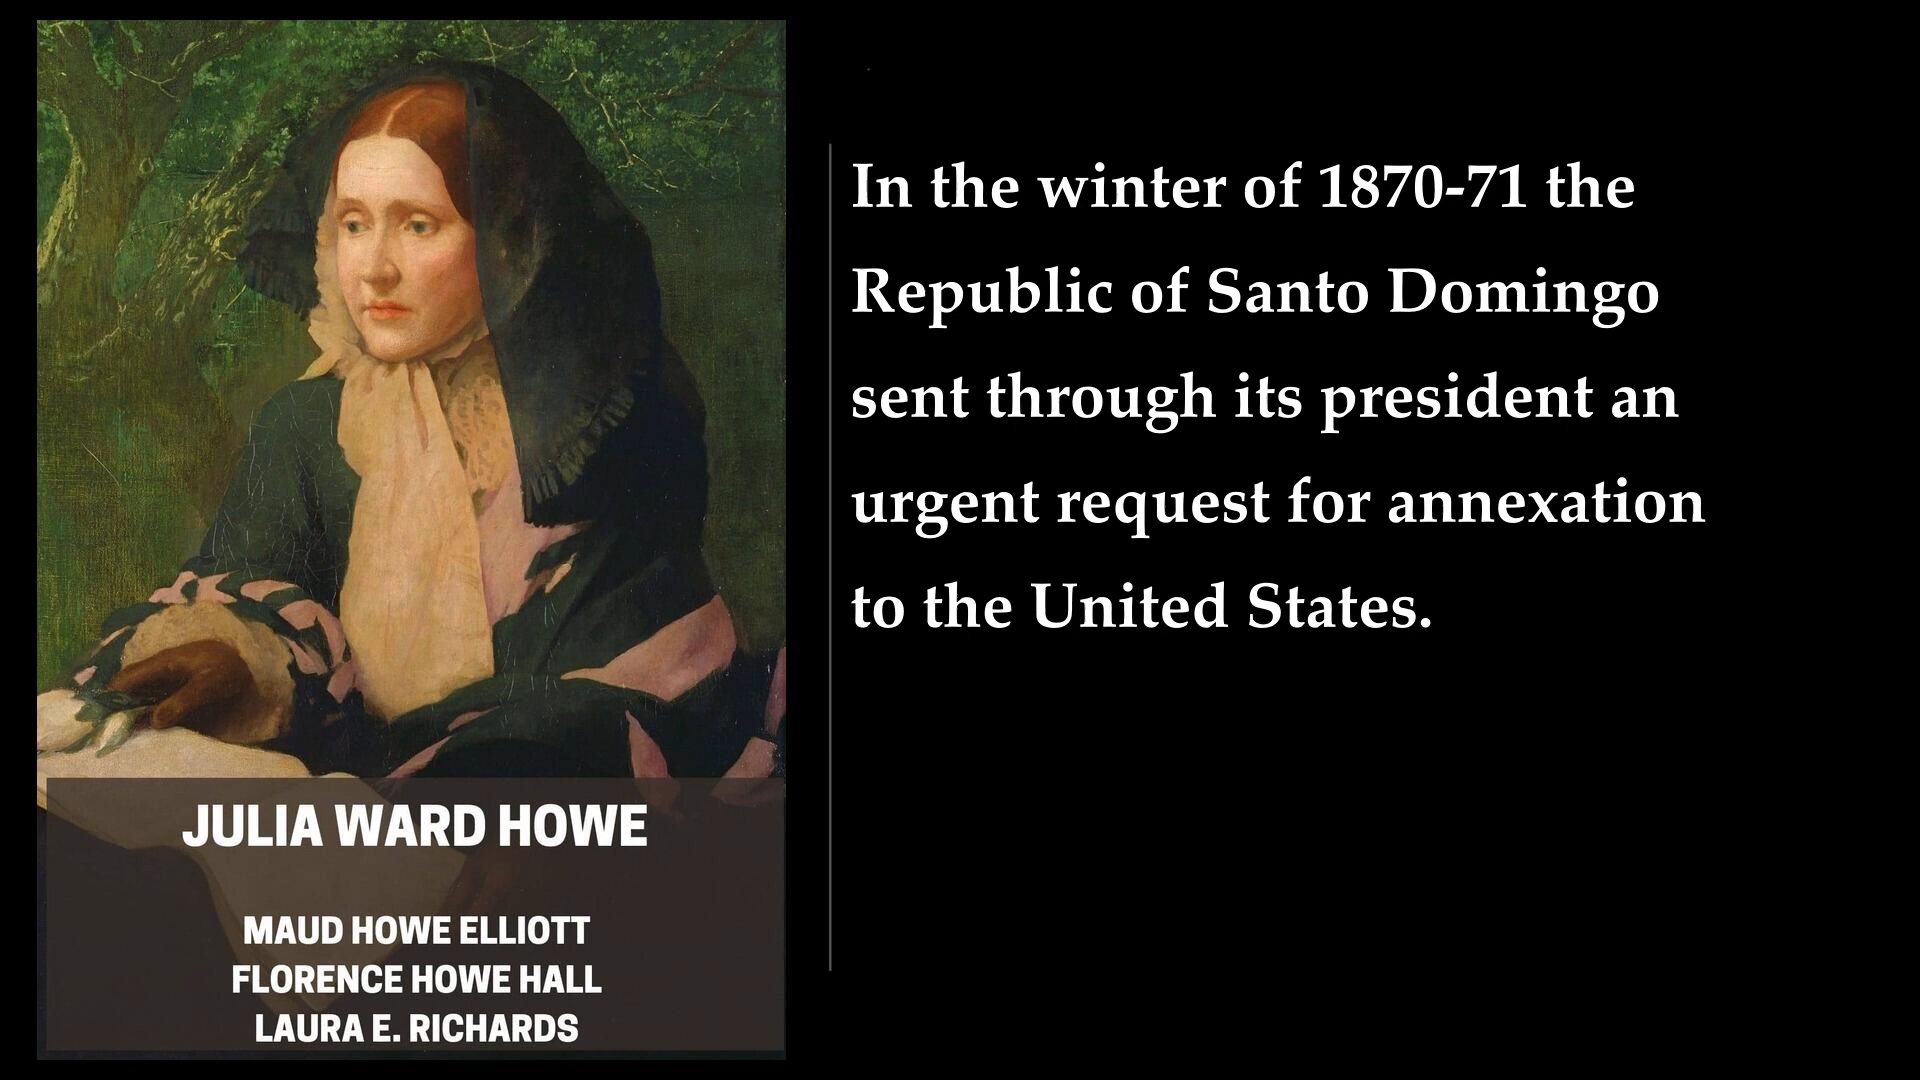 JULIA WARD HOWE
MAUD HOWE ELLIOTT
FLORENCE HOWE HALL
LAURA E. RICHARDS
In the winter of 1870-71 the
Republic of Santo Domingo
sent through its president an
urgent request for annexation
to the United States.